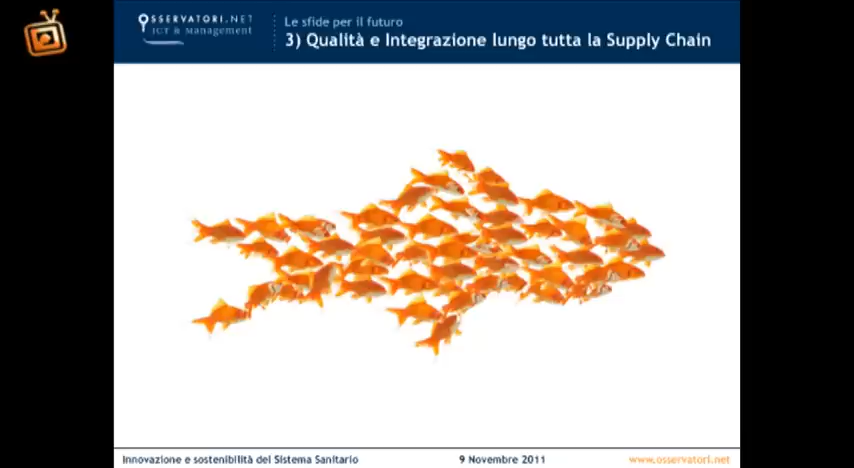 OSSERVATORI.NET
ICT & Management
Le sfide per il futuro
3) Qualità e Integrazione lungo tutta la Supply Chain
Innovazione e sostenibilità del Sistema Sanitario
9 Novembre 2011
www.osservatori.net